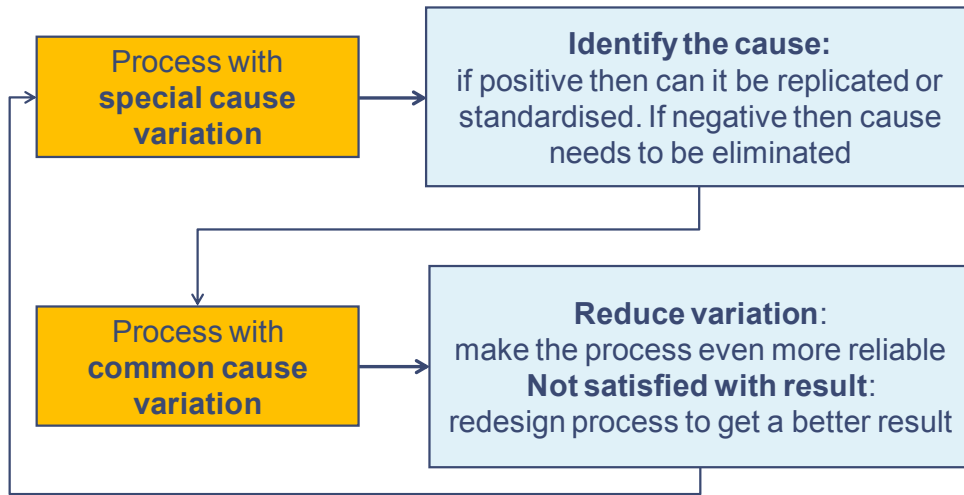 Process with
special cause
variation
Identify the cause:
if positive then can it be replicated or
standardised. If negative then cause
needs to be eliminated
Process with
common cause
variation
Reduce variation:
make the process even more reliable
Not satisfied with result:
redesign process to get a better result